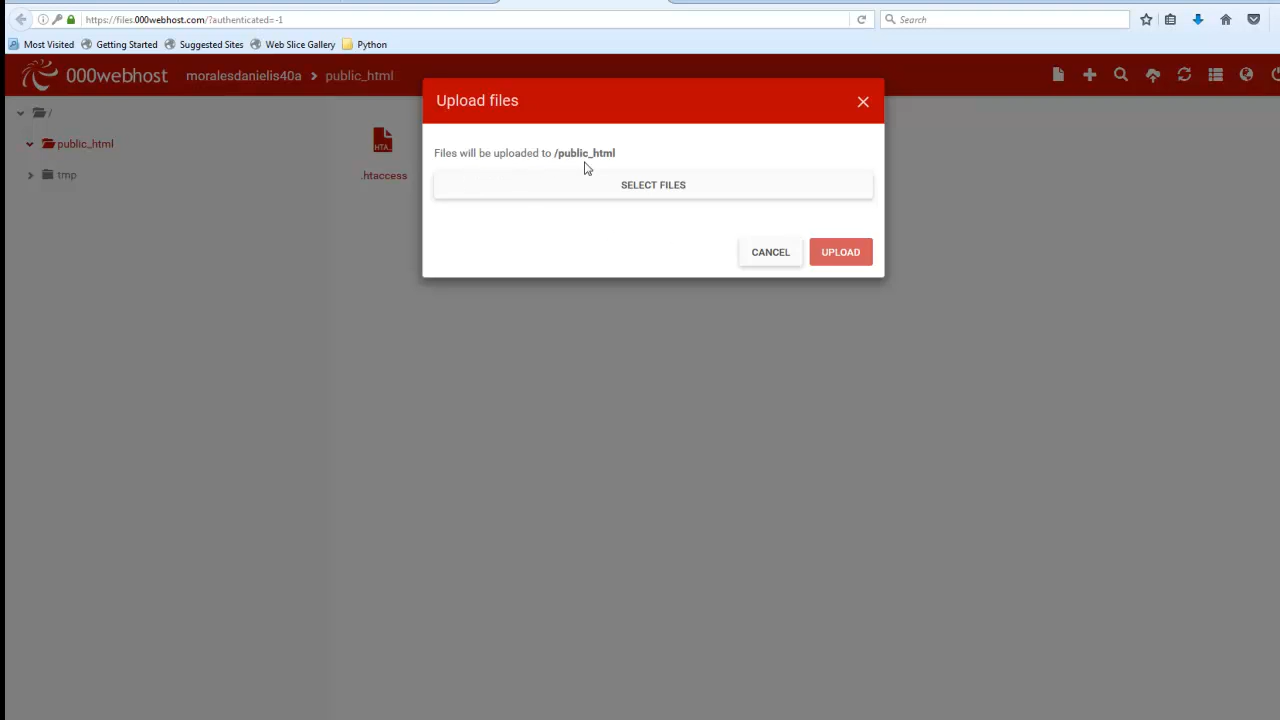 https://files.000webhost.com/?authenticated=-1
Search
Most Visited
Getting Started
Suggested Sites
Web Slice Gallery
Python
000webhost
moralesdanielis40a
public_html
Upload files
/
public_html
tmp
HTA_
.htaccess
Files will be uploaded to /public_html
SELECT FILES
CANCEL
UPLOAD